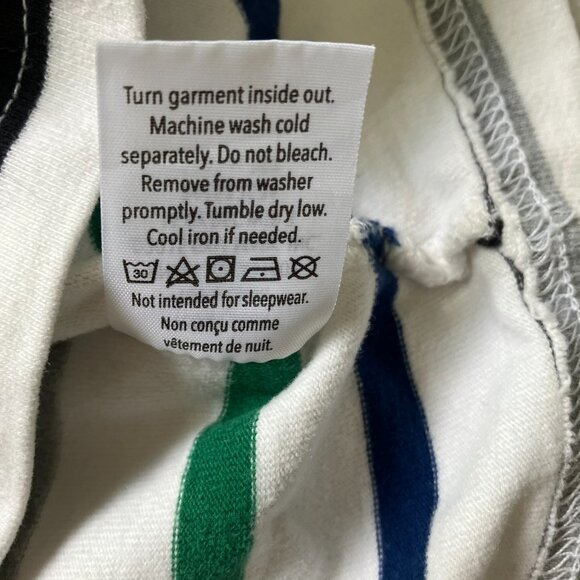 Turn garment inside out.
Machine wash cold
separately. Do not bleach.
Remove from washer
promptly. Tumble dry low.
Cool iron if needed.
30
Not intended for sleepwear.
Non conçu comme
vêtement de nuit.